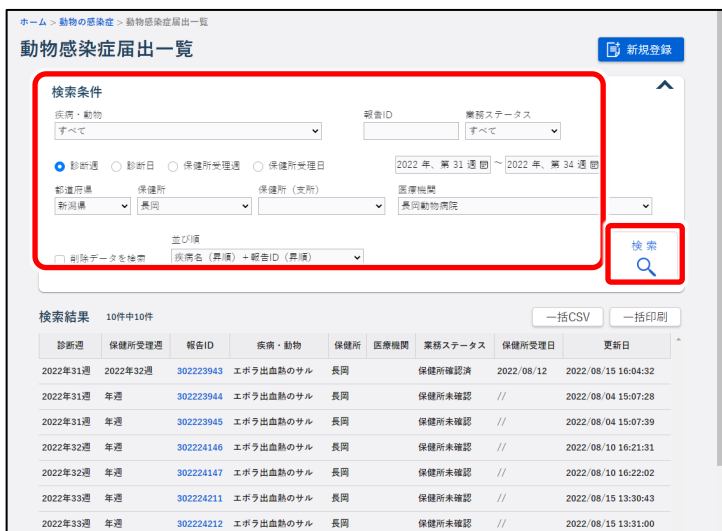 ホーム > 動物の感染症 > 動物感染症届出一覧
動物感染症届出一覧
新規登録
検索条件
疾病・動物 報告ID 業務ステータス
すべて すべて
診断週 診断日 保健所受理週 保健所受理日 2022 年、第 31 週 ~ 2022 年、第 34 週
都道府県 保健所 保健所（支所） 医療機関
新潟県 長岡 長岡動物病院
並び順
削除データを検索 疾病名（昇順）+報告ID（昇順）
検索
検索結果 10件中10件 一括CSV 一括印刷
診断週 保健所受理週 報告ID 疾病・動物 保健所 医療機関 業務ステータス 保健所受理日 更新日
2022年31週 2022年32週 302223943 エボラ出血熱のサル 長岡 保健所確認済 2022/08/12 2022/08/15 16:04:32
2022年31週 年週 302223944 エボラ出血熱のサル 長岡 保健所未確認 // 2022/08/04 15:07:28
2022年31週 年週 302223945 エボラ出血熱のサル 長岡 保健所未確認 // 2022/08/04 15:07:39
2022年32週 年週 302224146 エボラ出血熱のサル 長岡 保健所未確認 // 2022/08/10 16:21:31
2022年32週 年週 302224147 エボラ出血熱のサル 長岡 保健所未確認 // 2022/08/10 16:22:02
2022年33週 年週 302224211 エボラ出血熱のサル 長岡 保健所未確認 // 2022/08/15 13:30:43
2022年33週 年週 302224212 エボラ出血熱のサル 長岡 保健所未確認 // 2022/08/15 13:31:00